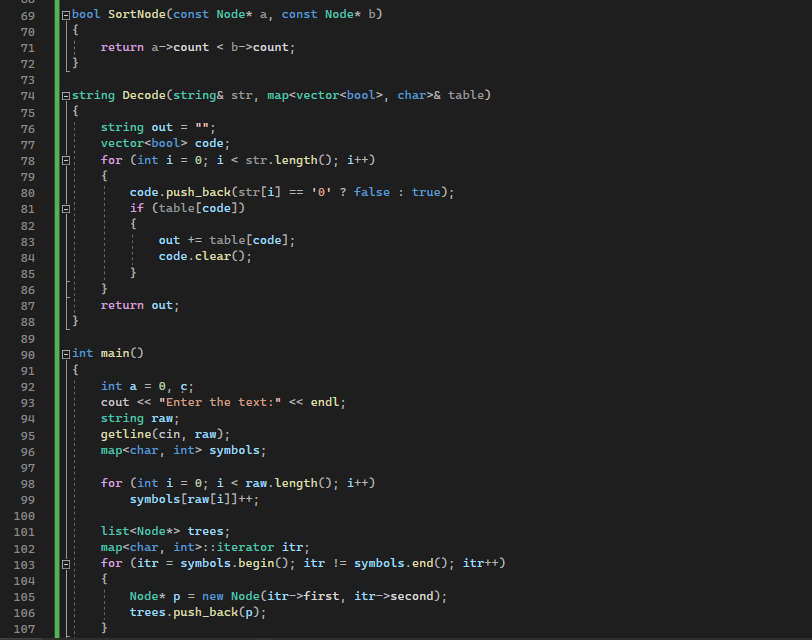 69 bool SortNode(const Node* a, const Node* b)
70 {
71     return a->count < b->count;
72 }
73
74 string Decode(string& str, map<vector<bool>, char>& table)
75 {
76     string out = "";
77     vector<bool> code;
78     for (int i = 0; i < str.length(); i++)
79     {
80         code.push_back(str[i] == '0' ? false : true);
81         if (table[code])
82         {
83             out += table[code];
84             code.clear();
85         }
86     }
87     return out;
88 }
89
90 int main()
91 {
92     int a = 0, c;
93     cout << "Enter the text:" << endl;
94     string raw;
95     getline(cin, raw);
96     map<char, int> symbols;
97
98     for (int i = 0; i < raw.length(); i++)
99         symbols[raw[i]]++;
100
101     list<Node*> trees;
102     map<char, int>::iterator itr;
103     for (itr = symbols.begin(); itr != symbols.end(); itr++)
104     {
105         Node* p = new Node(itr->first, itr->second);
106         trees.push_back(p);
107     }